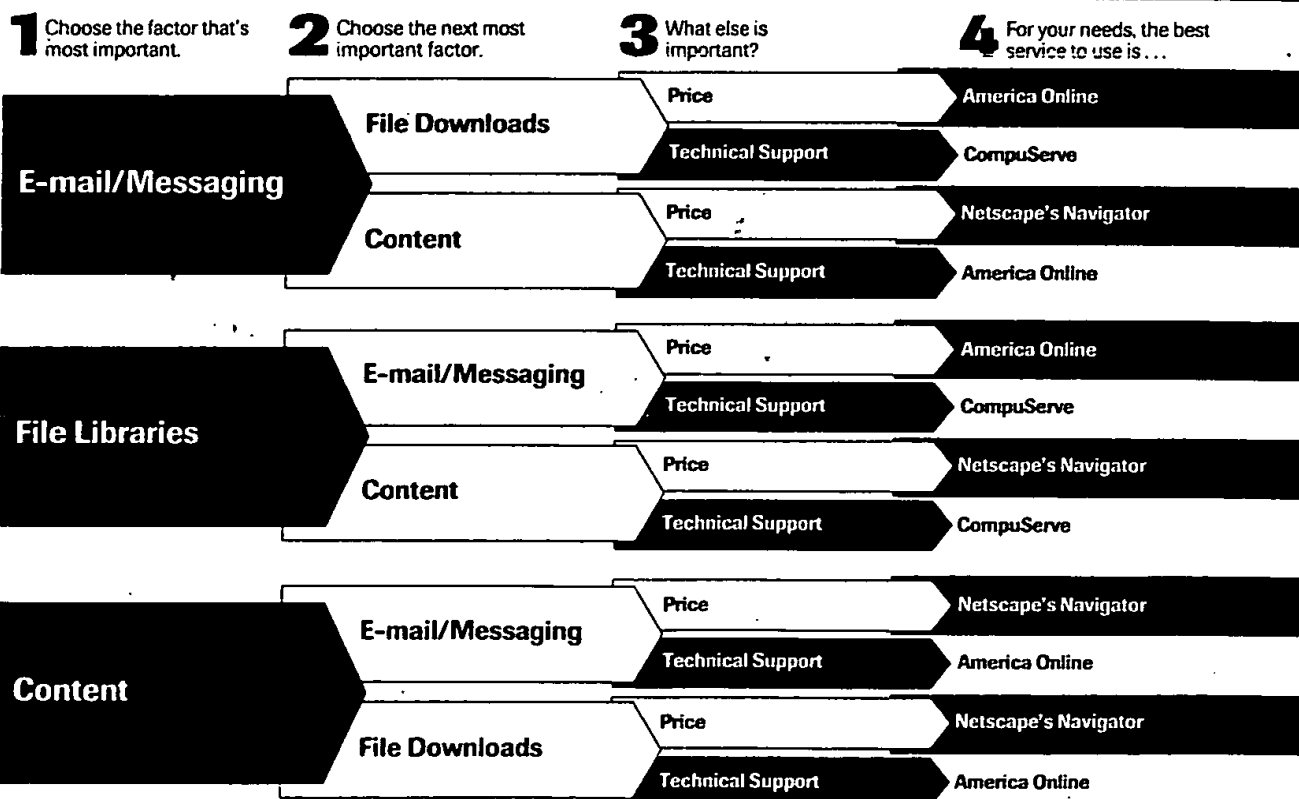 1 Choose the factor that's
most important.
2 Choose the next most
important factor.
3 What else is
important?
4 For your needs, the best
service to use is . . .
E-mail/Messaging
File Downloads
Price
America Online
Technical Support
CompuServe
Content
Price
Netscape's Navigator
Technical Support
America Online
File Libraries
E-mail/Messaging
Price
America Online
Technical Support
CompuServe
Content
Price
Netscape's Navigator
Technical Support
CompuServe
Content
E-mail/Messaging
Price
Netscape's Navigator
Technical Support
America Online
File Downloads
Price
Netscape's Navigator
Technical Support
America Online